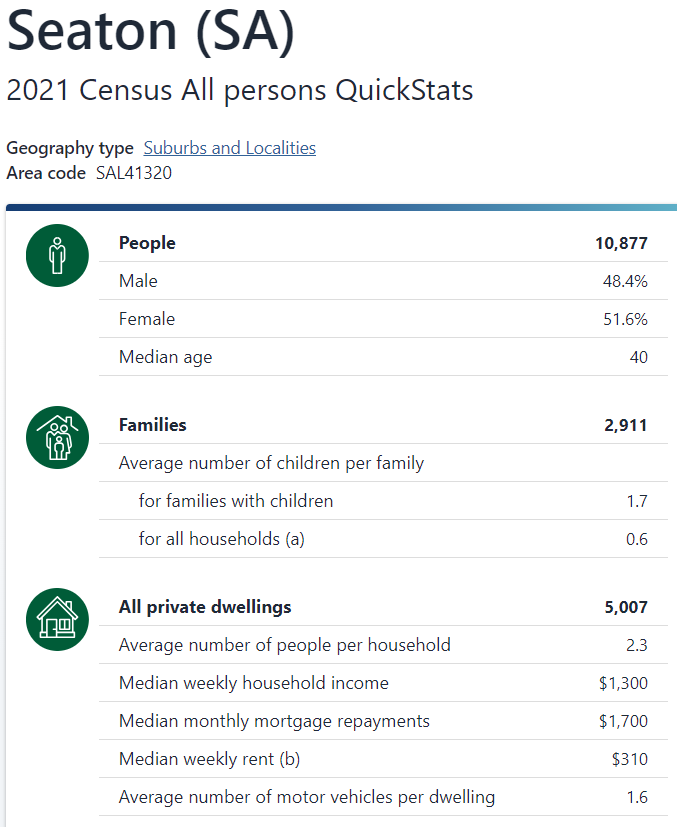 Seaton (SA)
2021 Census All persons QuickStats
Geography type Suburbs and Localities
Area code SAL41320
People 10,877
Male 48.4%
Female 51.6%
Median age 40
Families 2,911
Average number of children per family
for families with children 1.7
for all households (a) 0.6
All private dwellings 5,007
Average number of people per household 2.3
Median weekly household income $1,300
Median monthly mortgage repayments $1,700
Median weekly rent (b) $310
Average number of motor vehicles per dwelling 1.6